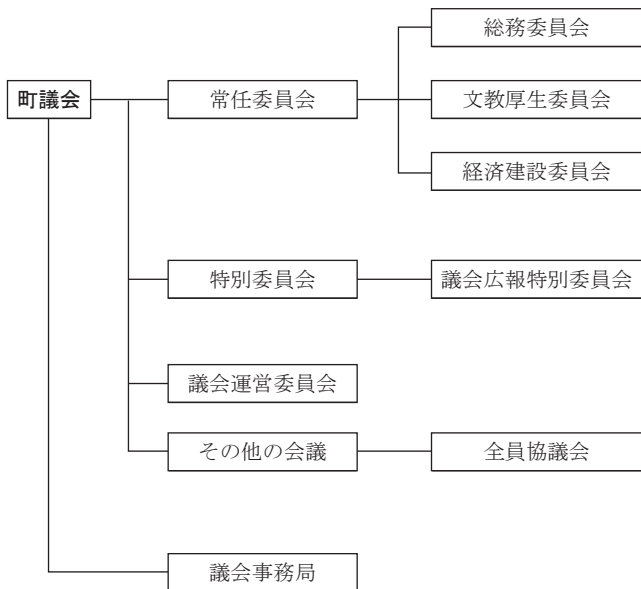 総務委員会
町議会
常任委員会
文教厚生委員会
経済建設委員会
特別委員会
議会広報特別委員会
議会運営委員会
その他の会議
全員協議会
議会事務局